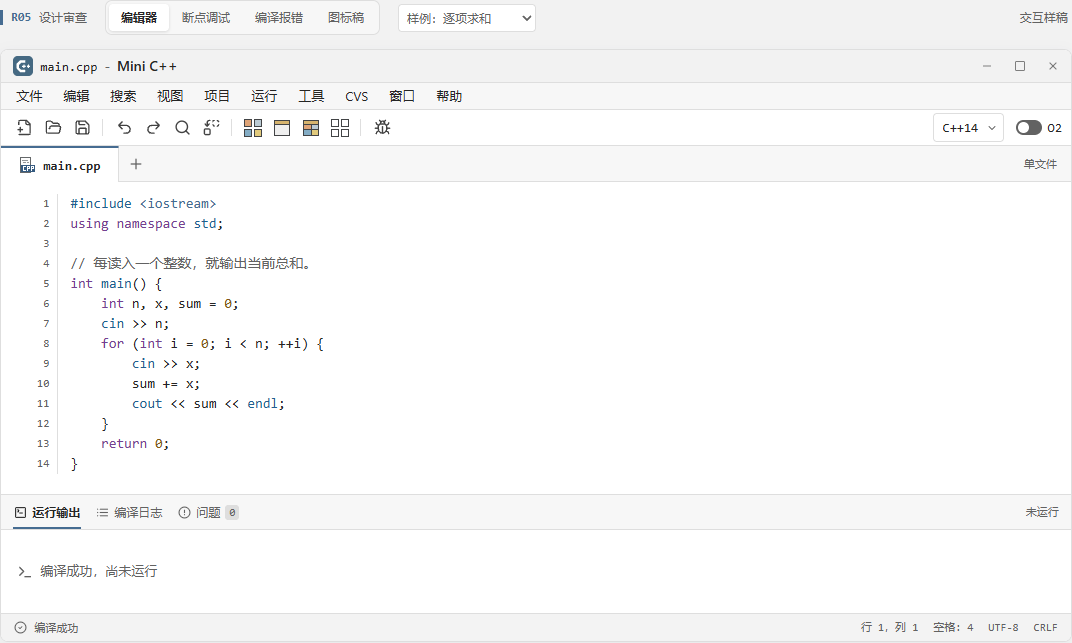 R05 设计审查 编辑器 断点调试 编译报错 图标稿 样例：逐项求和 交互样稿
C+ main.cpp - Mini C++
文件 编辑 搜索 视图 项目 运行 工具 CVS 窗口 帮助
C++14 O2
CPP main.cpp 单文件
1 #include <iostream>
2 using namespace std;
3
4 // 每读入一个整数，就输出当前总和。
5 int main() {
6     int n, x, sum = 0;
7     cin >> n;
8     for (int i = 0; i < n; ++i) {
9         cin >> x;
10         sum += x;
11         cout << sum << endl;
12     }
13     return 0;
14 }
运行输出 编译日志 问题 0 未运行
>_ 编译成功，尚未运行
编译成功 行 1，列 1 空格：4 UTF-8 CRLF